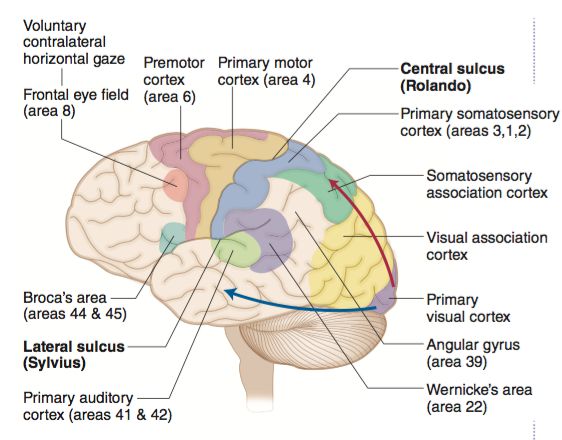 Voluntary
contralateral
horizontal gaze
Frontal eye field
(area 8)
Premotor
cortex
(area 6)
Primary motor
cortex (area 4)
Central sulcus
(Rolando)
Primary somatosensory
cortex (areas 3,1,2)
Somatosensory
association cortex
Visual association
cortex
Primary
visual cortex
Angular gyrus
(area 39)
Wernicke's area
(area 22)
Broca's area
(areas 44 & 45)
Lateral sulcus
(Sylvius)
Primary auditory
cortex (areas 41 & 42)